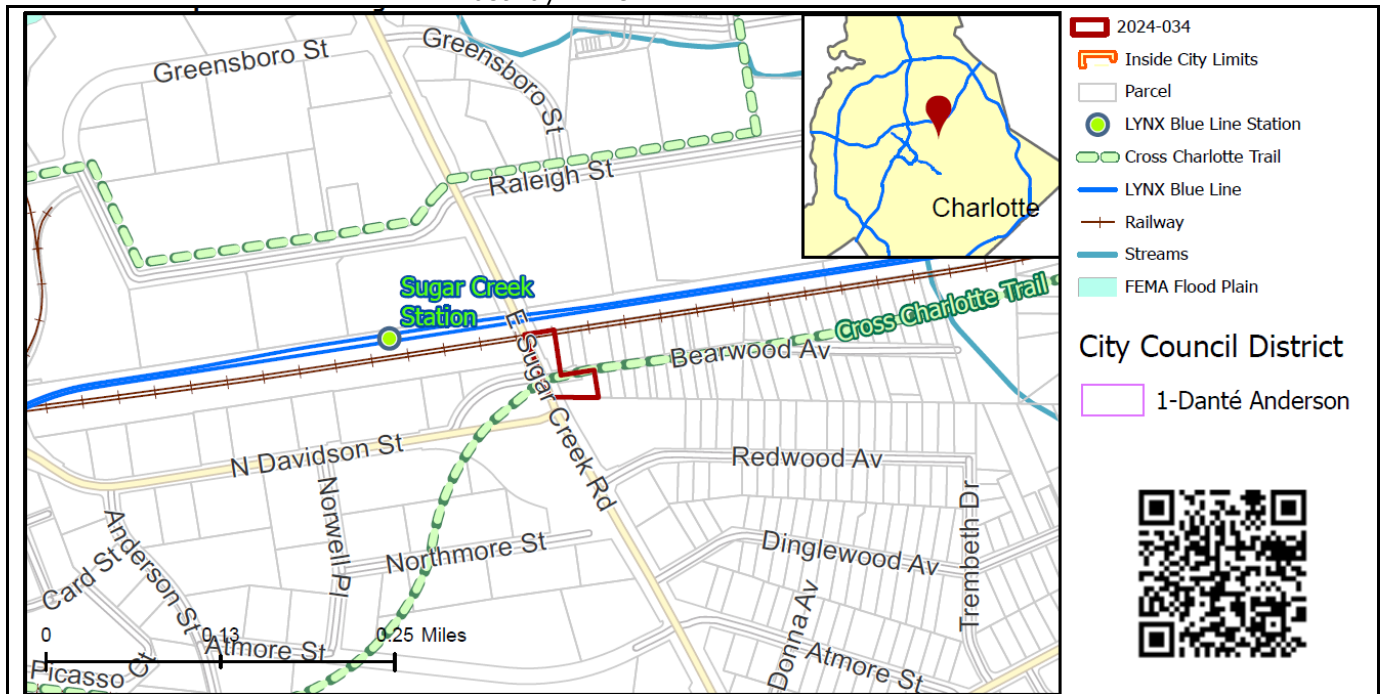 Greensboro St
Greensboro St
Raleigh St
Charlotte
Sugar Creek
Station
E Sugar Creek Rd
Cross Charlotte Trail
Bearwood Av
N Davidson St
Redwood Av
Norwell Pl
Anderson St
Card St
Northmore St
Dinglewood Av
Trembeth Dr
Donna Av
Atmore St
Atmore St
Picasso Ct
0
0.13
0.25 Miles
2024-034
Inside City Limits
Parcel
LYNX Blue Line Station
Cross Charlotte Trail
LYNX Blue Line
Railway
Streams
FEMA Flood Plain
City Council District
1-Danté Anderson